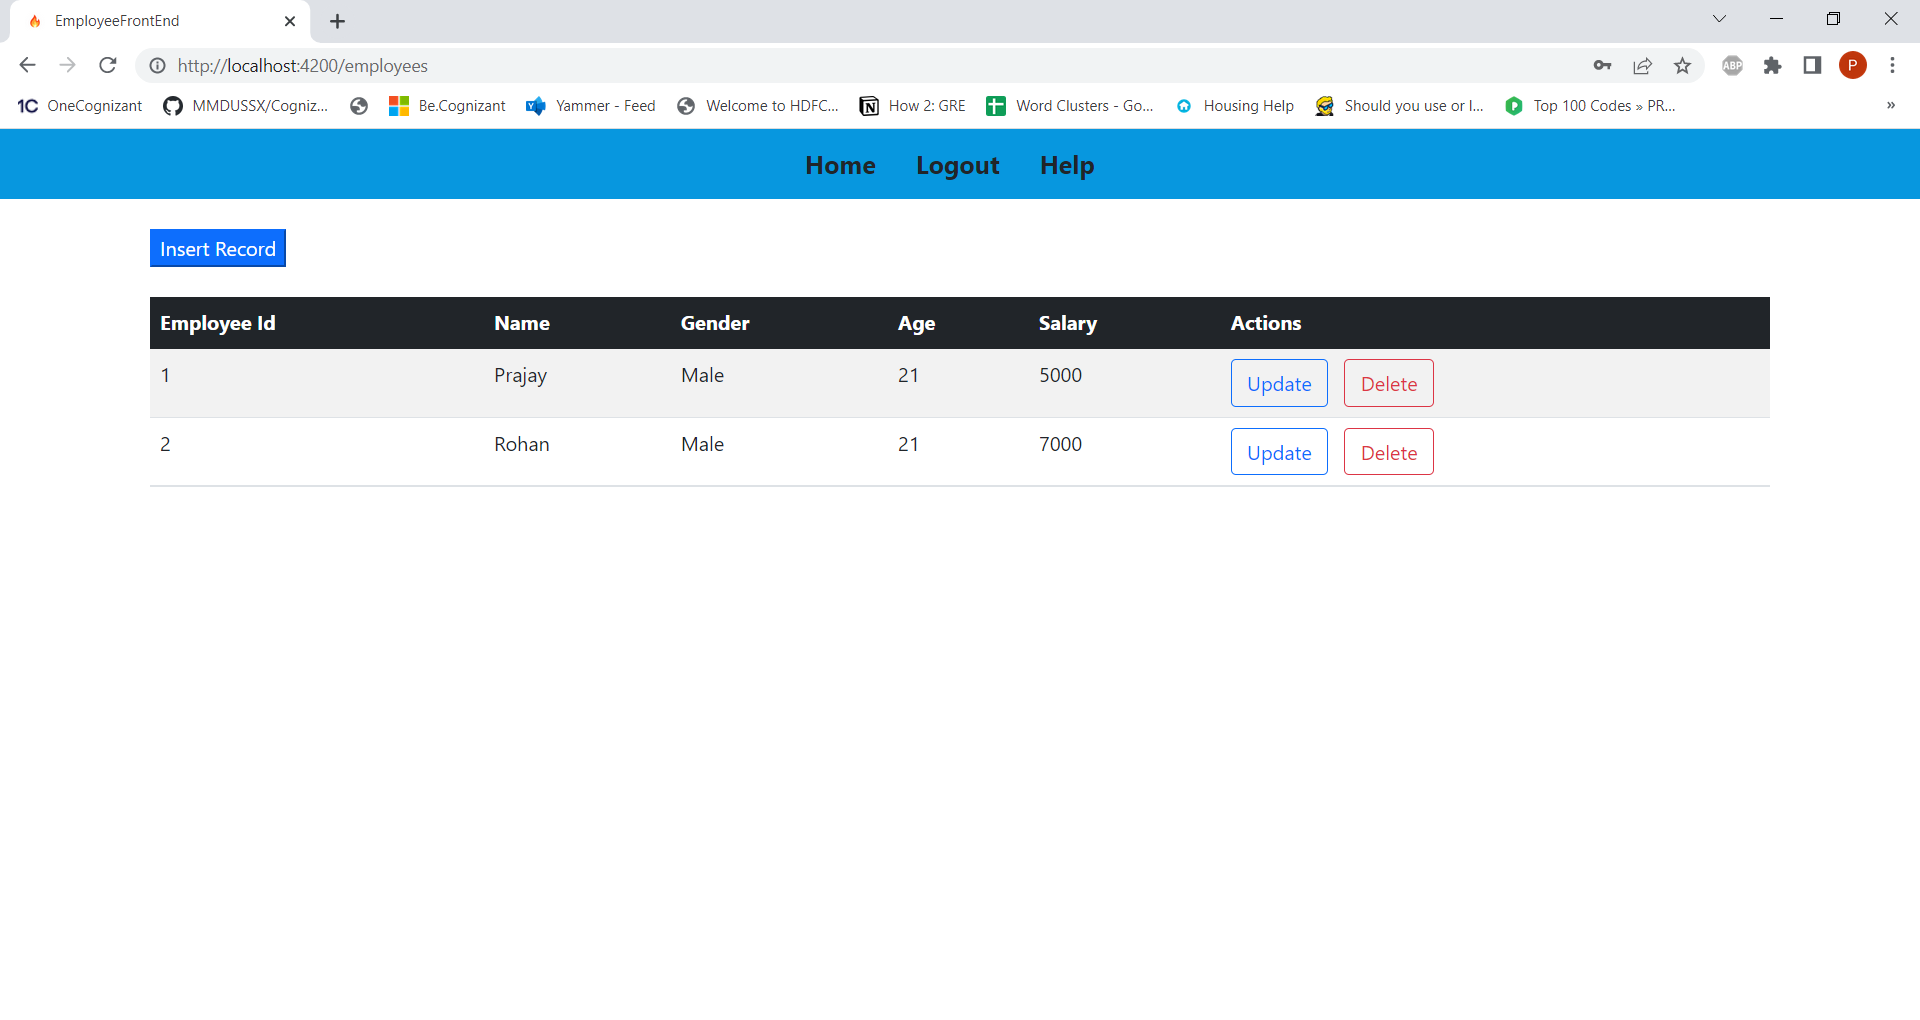 EmployeeFrontEnd
http://localhost:4200/employees
ABP
P
1C OneCognizant MMDUSSX/Cogniz... Be.Cognizant Yammer - Feed Welcome to HDFC... How 2: GRE Word Clusters - Go... Housing Help Should you use or l... Top 100 Codes » PR... »
Home Logout Help
Insert Record
Employee Id Name Gender Age Salary Actions
1 Prajay Male 21 5000 Update Delete
2 Rohan Male 21 7000 Update Delete